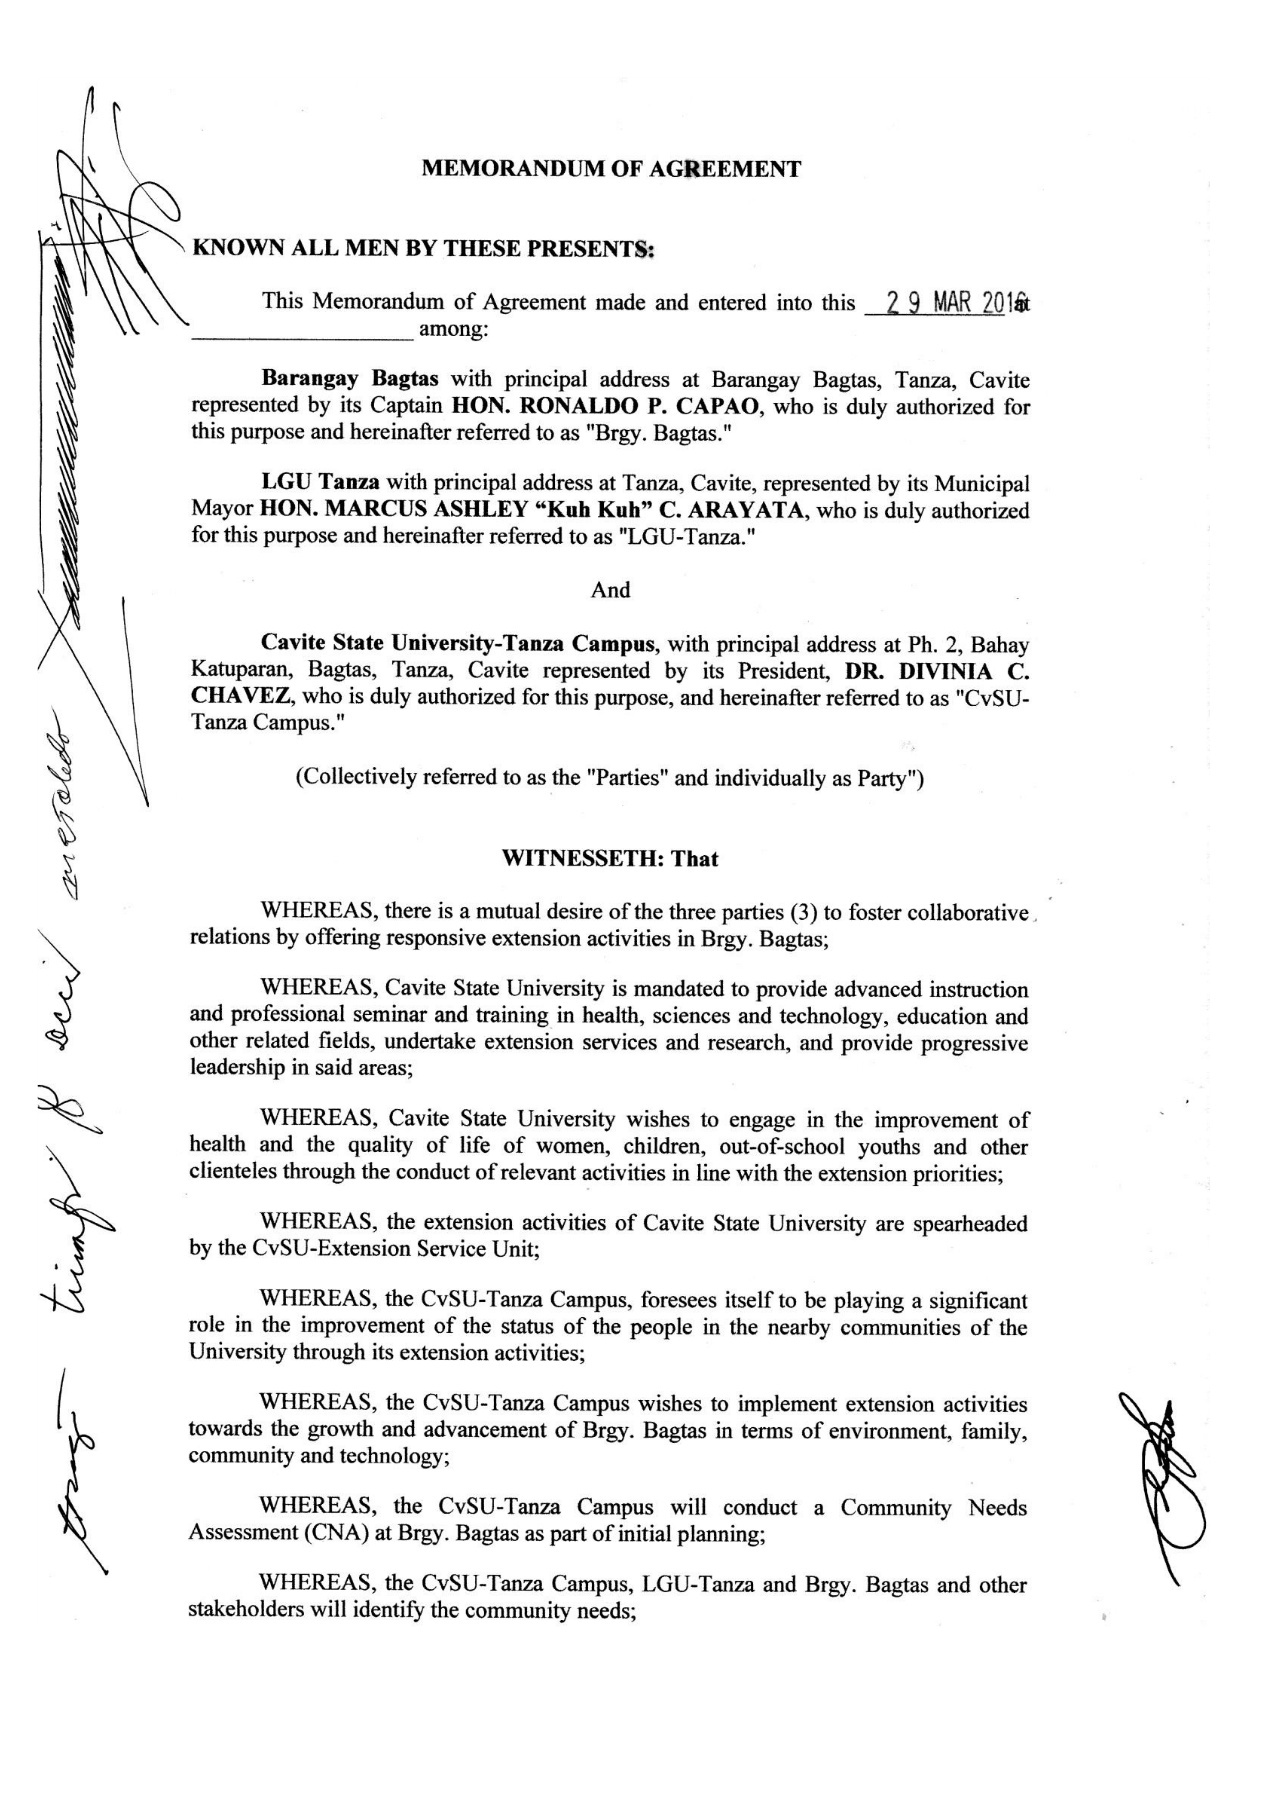 MEMORANDUM OF AGREEMENT
KNOWN ALL MEN BY THESE PRESENTS:
This Memorandum of Agreement made and entered into this 29 MAR at
____________________ among:
Barangay Bagtas with principal address at Barangay Bagtas, Tanza, Cavite
represented by its Captain HON. RONALDO P. CAPAO, who is duly authorized for
this purpose and hereinafter referred to as "Brgy. Bagtas."
LGU Tanza with principal address at Tanza, Cavite, represented by its Municipal
Mayor HON. MARCUS ASHLEY “Kuh Kuh” C. ARAYATA, who is duly authorized
for this purpose and hereinafter referred to as "LGU-Tanza."
And
Cavite State University-Tanza Campus, with principal address at Ph. 2, Bahay
Katuparan, Bagtas, Tanza, Cavite represented by its President, DR. DIVINIA C.
CHAVEZ, who is duly authorized for this purpose, and hereinafter referred to as "CvSU-
Tanza Campus."
(Collectively referred to as the "Parties" and individually as Party")
WITNESSETH: That
WHEREAS, there is a mutual desire of the three parties (3) to foster collaborative
relations by offering responsive extension activities in Brgy. Bagtas;
WHEREAS, Cavite State University is mandated to provide advanced instruction
and professional seminar and training in health, sciences and technology, education and
other related fields, undertake extension services and research, and provide progressive
leadership in said areas;
WHEREAS, Cavite State University wishes to engage in the improvement of
health and the quality of life of women, children, out-of-school youths and other
clienteles through the conduct of relevant activities in line with the extension priorities;
WHEREAS, the extension activities of Cavite State University are spearheaded
by the CvSU-Extension Service Unit;
WHEREAS, the CvSU-Tanza Campus, foresees itself to be playing a significant
role in the improvement of the status of the people in the nearby communities of the
University through its extension activities;
WHEREAS, the CvSU-Tanza Campus wishes to implement extension activities
towards the growth and advancement of Brgy. Bagtas in terms of environment, family,
community and technology;
WHEREAS, the CvSU-Tanza Campus will conduct a Community Needs
Assessment (CNA) at Brgy. Bagtas as part of initial planning;
WHEREAS, the CvSU-Tanza Campus, LGU-Tanza and Brgy. Bagtas and other
stakeholders will identify the community needs;